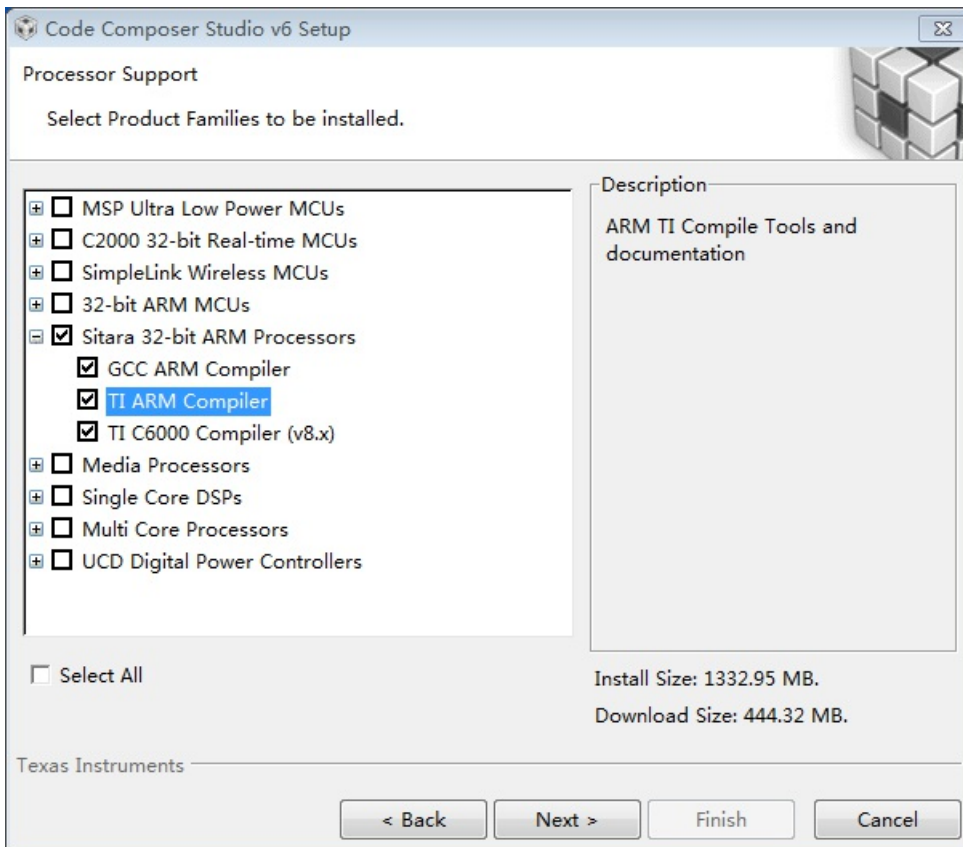 Code Composer Studio v6 Setup
Processor Support
Select Product Families to be installed.
MSP Ultra Low Power MCUs
C2000 32-bit Real-time MCUs
SimpleLink Wireless MCUs
32-bit ARM MCUs
Sitara 32-bit ARM Processors
GCC ARM Compiler
TI ARM Compiler
TI C6000 Compiler (v8.x)
Media Processors
Single Core DSPs
Multi Core Processors
UCD Digital Power Controllers
Select All
Description
ARM TI Compile Tools and
documentation
Install Size: 1332.95 MB.
Download Size: 444.32 MB.
Texas Instruments
< Back
Next >
Finish
Cancel